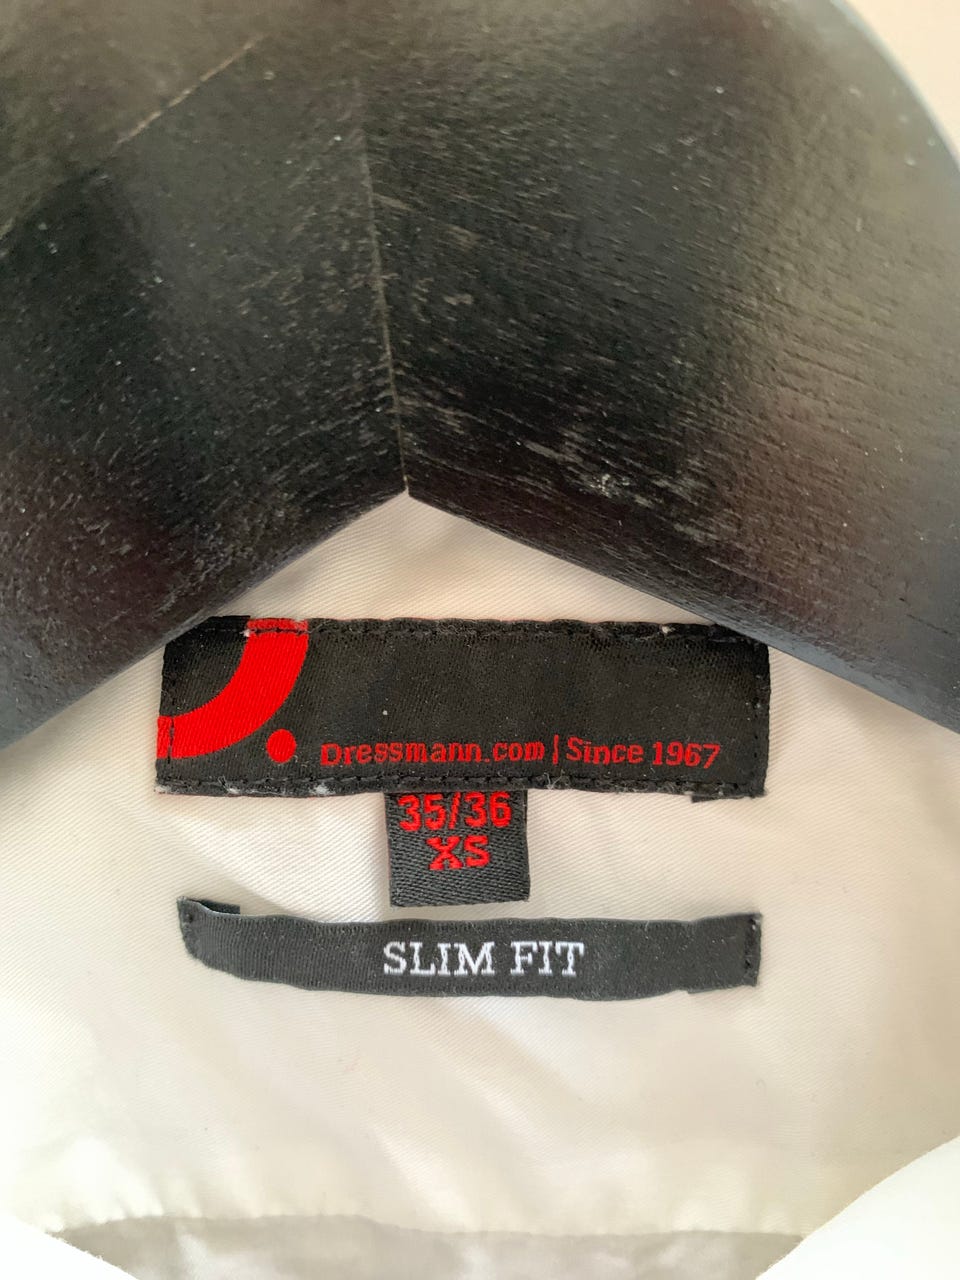 Dressmann.com | Since 1967
35/36
XS
SLIM FIT